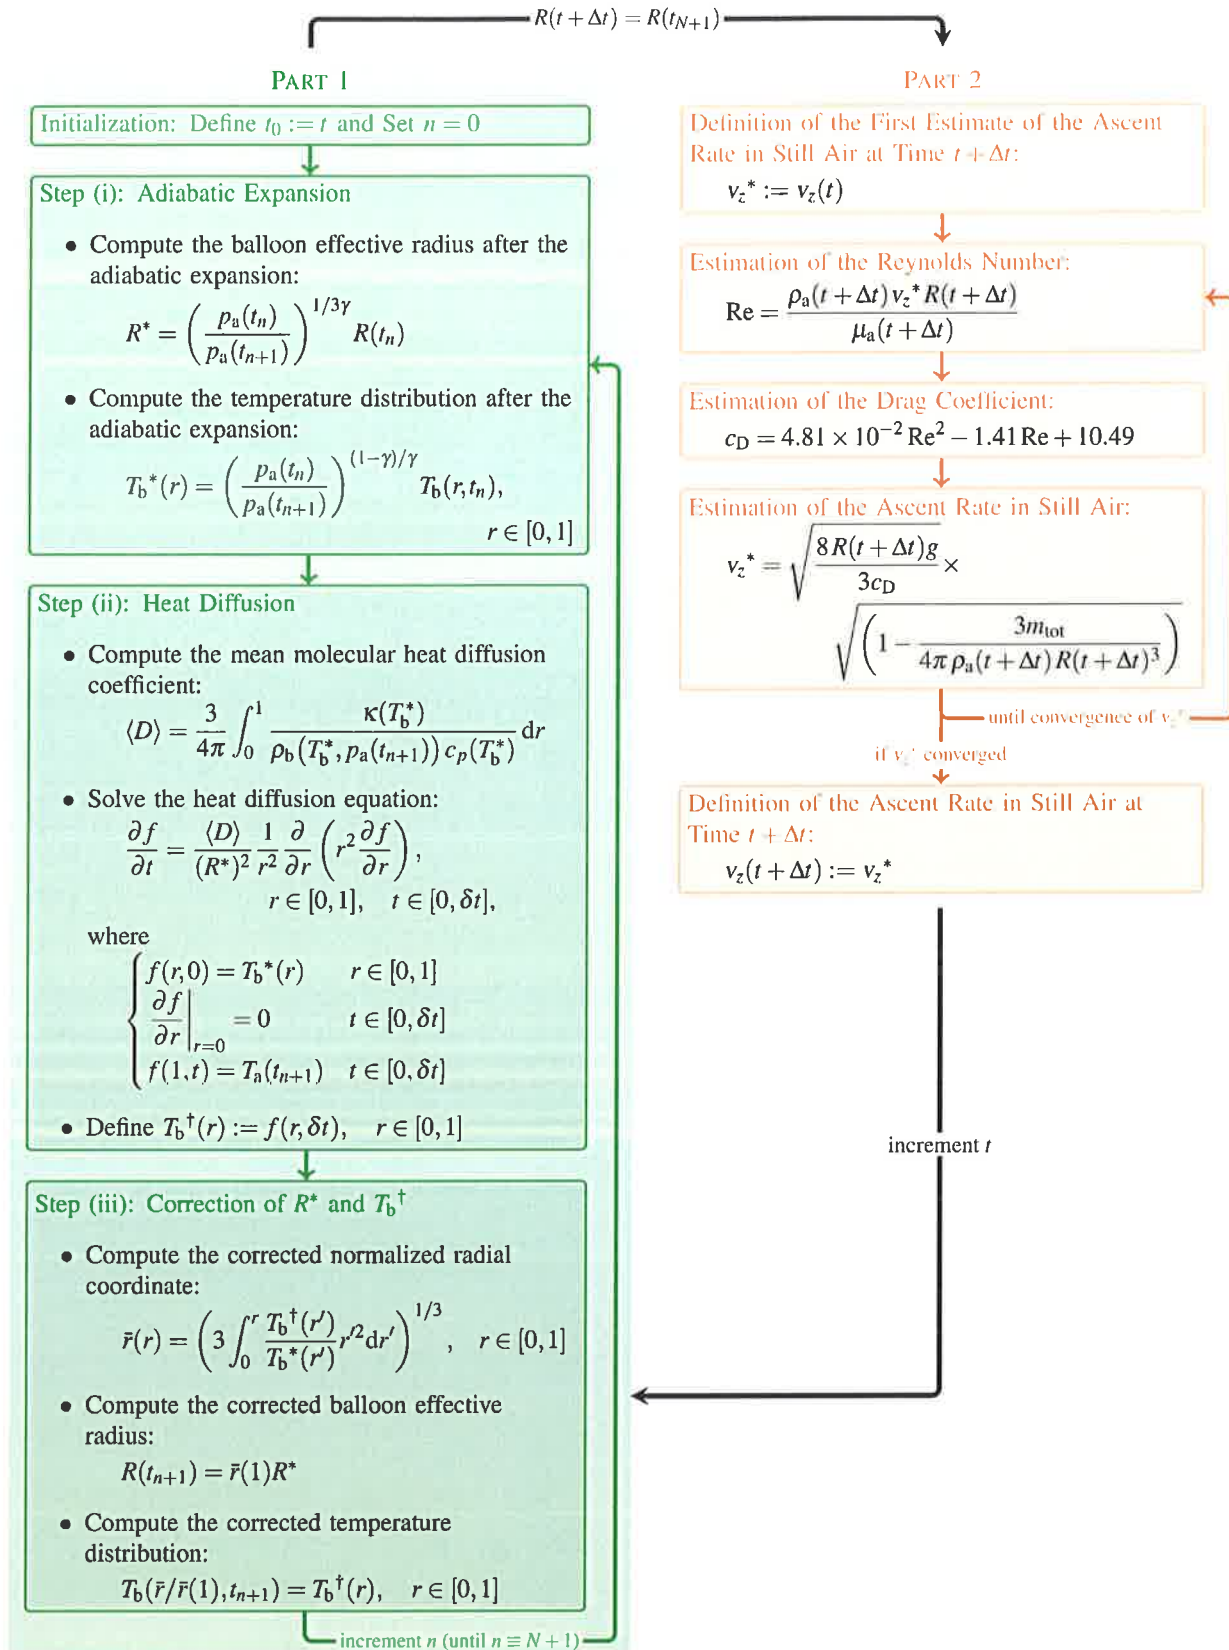 R(t + Δt) = R(t_{N+1})
PART 1
Initialization: Define t_0 := t and Set n = 0
Step (i): Adiabatic Expansion
• Compute the balloon effective radius after the
adiabatic expansion:
R* = ( p_a(t_n) / p_a(t_{n+1}) )^{1/3γ} R(t_n)
• Compute the temperature distribution after the
adiabatic expansion:
T_b*(r) = ( p_a(t_n) / p_a(t_{n+1}) )^{(1−γ)/γ} T_b(r,t_n),
r ∈ [0, 1]
Step (ii): Heat Diffusion
• Compute the mean molecular heat diffusion
coefficient:
⟨D⟩ = 3/4π ∫_0^1 κ(T_b*) / ρ_b(T_b*, p_a(t_{n+1})) c_p(T_b*) dr
• Solve the heat diffusion equation:
∂f/∂t = ⟨D⟩/(R*)² 1/r² ∂/∂r ( r² ∂f/∂r ),
r ∈ [0, 1], t ∈ [0, δt],
where
f(r,0) = T_b*(r) r ∈ [0, 1]
∂f/∂r |_{r=0} = 0 t ∈ [0, δt]
f(1,t) = T_a(t_{n+1}) t ∈ [0, δt]
• Define T_b†(r) := f(r, δt), r ∈ [0, 1]
Step (iii): Correction of R* and T_b†
• Compute the corrected normalized radial
coordinate:
r̄(r) = ( 3 ∫_0^r T_b†(r′) / T_b*(r′) r′² dr′ )^{1/3}, r ∈ [0, 1]
• Compute the corrected balloon effective
radius:
R(t_{n+1}) = r̄(1)R*
• Compute the corrected temperature
distribution:
T_b(r̄/r̄(1),t_{n+1}) = T_b†(r), r ∈ [0, 1]
increment n (until n ≡ N + 1)
PART 2
Definition of the First Estimate of the Ascent
Rate in Still Air at Time t + Δt:
v_z* := v_z(t)
Estimation of the Reynolds Number:
Re = ρ_a(t + Δt) v_z* R(t + Δt) / μ_a(t + Δt)
Estimation of the Drag Coefficient:
c_D = 4.81 × 10^{−2} Re² − 1.41 Re + 10.49
Estimation of the Ascent Rate in Still Air:
v_z* = √( 8R(t + Δt)g / 3c_D ) ×
√( ( 1 − 3m_tot / 4π ρ_a(t + Δt) R(t + Δt)³ ) )
until convergence of v_z*
if v_z* converged
Definition of the Ascent Rate in Still Air at
Time t + Δt:
v_z(t + Δt) := v_z*
increment t